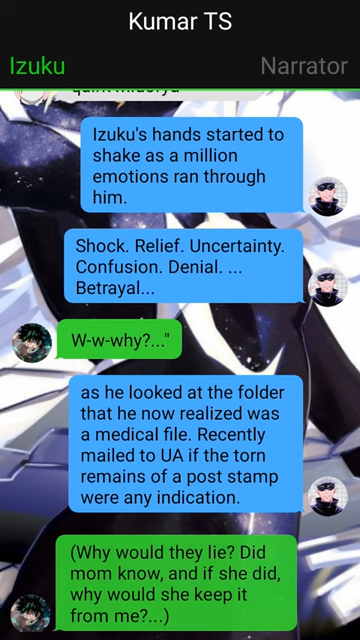 Kumar TS
Izuku
Narrator
Izuku's hands started to
shake as a million
emotions ran through
him.
Shock. Relief. Uncertainty.
Confusion. Denial. ...
Betrayal...
W-w-why?..."
as he looked at the folder
that he now realized was
a medical file. Recently
mailed to UA if the torn
remains of a post stamp
were any indication.
(Why would they lie? Did
mom know, and if she did,
why would she keep it
from me?...)